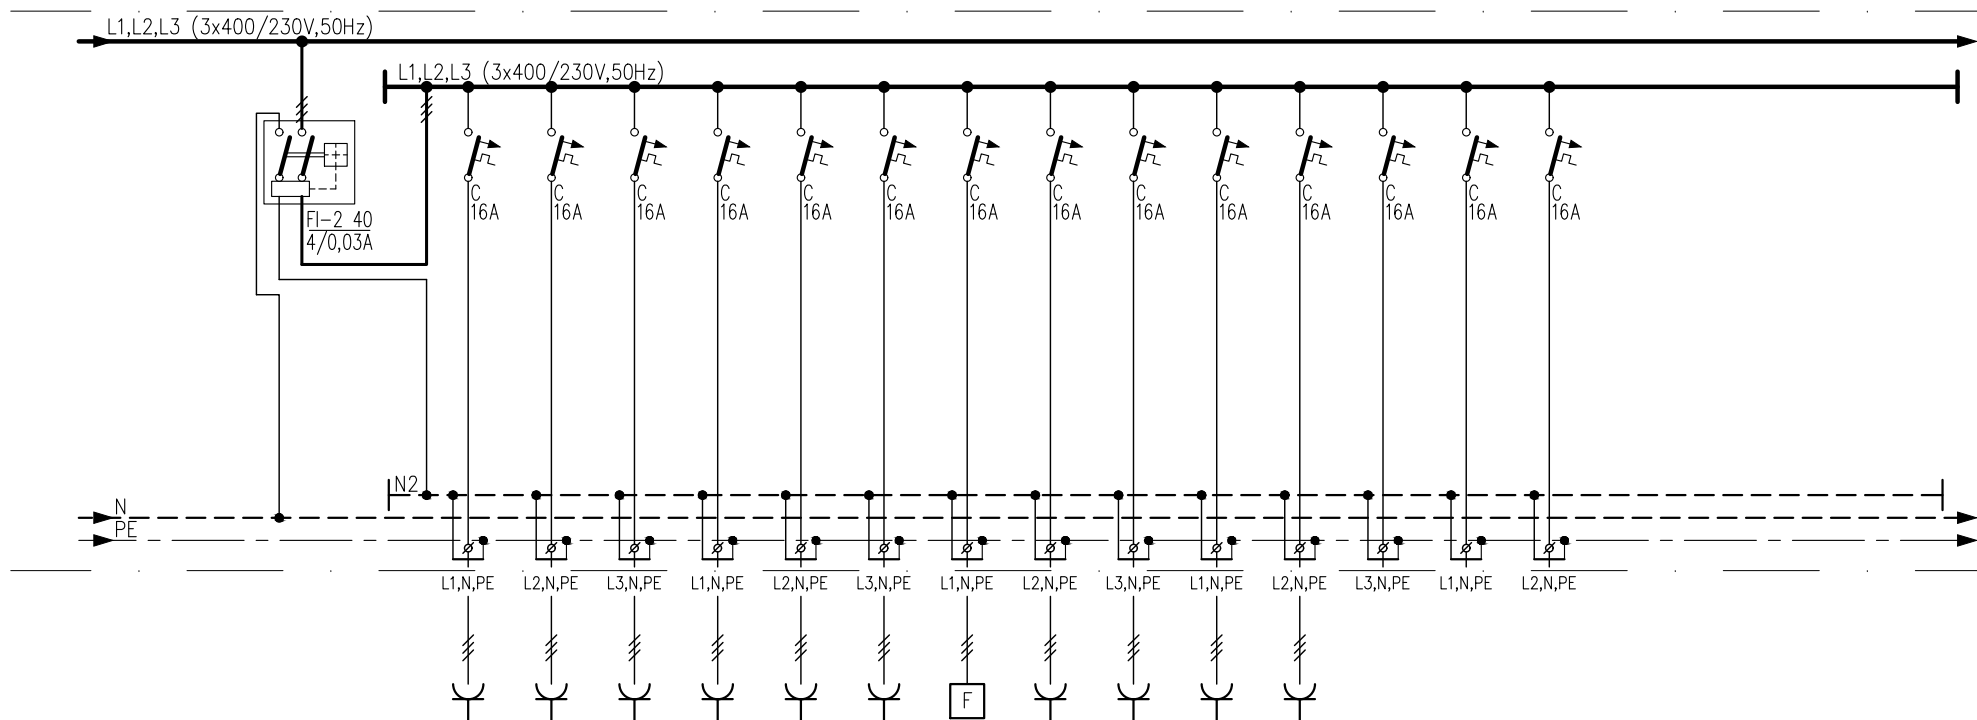 L1,L2,L3 (3x400/230V,50Hz)
L1,L2,L3 (3x400/230V,50Hz)
C C C C C C C C C C C C C C
16A 16A 16A 16A 16A 16A 16A 16A 16A 16A 16A 16A 16A 16A
FI-2 40
4/0,03A
N2
N
PE
L1,N,PE L2,N,PE L3,N,PE L1,N,PE L2,N,PE L3,N,PE L1,N,PE L2,N,PE L3,N,PE L1,N,PE L2,N,PE L3,N,PE L1,N,PE L2,N,PE
F